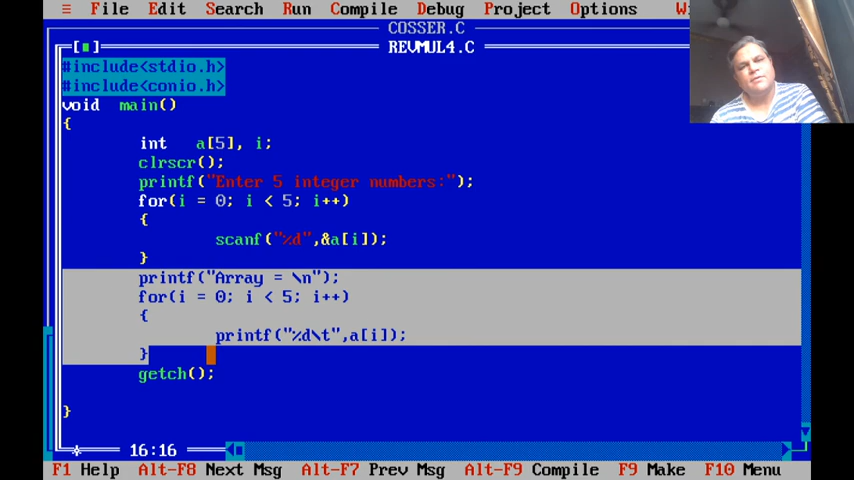 ≡ File Edit Search Run Compile Debug Project Options
COSSER.C
REVMUL4.C
#include<stdio.h>
#include<conio.h>
void main()
{
int a[5], i;
clrscr();
printf("Enter 5 integer numbers:");
for(i = 0; i < 5; i++)
{
scanf("%d",&a[i]);
}
printf("Array = \n");
for(i = 0; i < 5; i++)
{
printf("%d\t",a[i]);
}
getch();
}
16:16
F1 Help Alt-F8 Next Msg Alt-F7 Prev Msg Alt-F9 Compile F9 Make F10 Menu